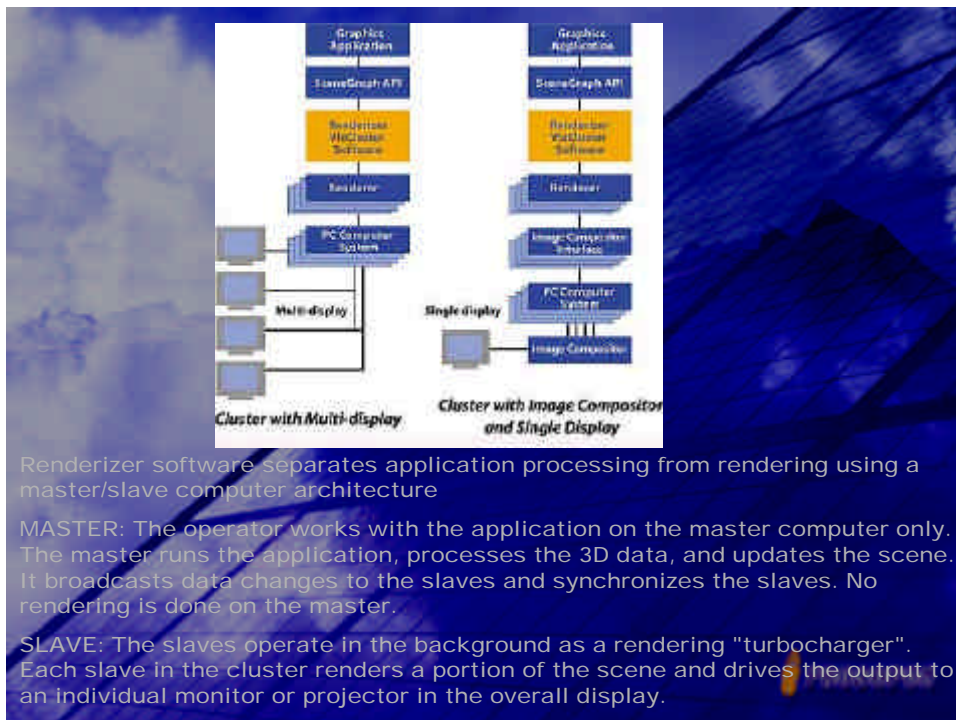 Graphics
Application
SceneGraph API
Renderizer
VizCluster
Software
Renderer
PC Computer
System
Multi-display
Cluster with Multi-display
Graphics
Application
SceneGraph API
Renderizer
VizCluster
Software
Renderer
Image Compositor
Interface
PC Computer
System
Single display
Image Compositor
Cluster with Image Compositor
and Single Display
Renderizer software separates application processing from rendering using a
master/slave computer architecture
MASTER: The operator works with the application on the master computer only.
The master runs the application, processes the 3D data, and updates the scene.
It broadcasts data changes to the slaves and synchronizes the slaves. No
rendering is done on the master.
SLAVE: The slaves operate in the background as a rendering "turbocharger".
Each slave in the cluster renders a portion of the scene and drives the output to
an individual monitor or projector in the overall display.